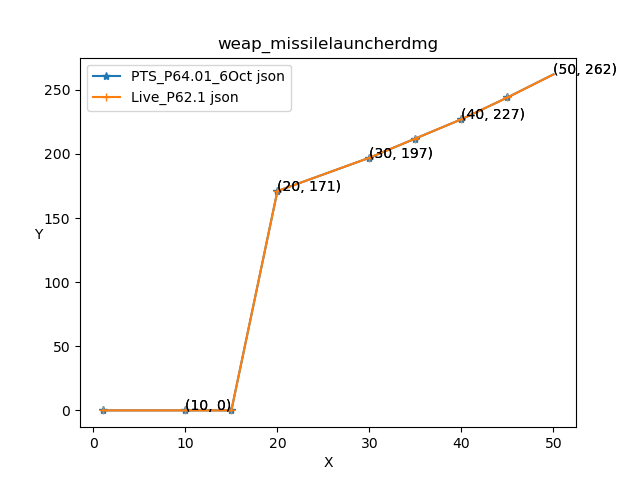 weap_missilelauncherdmg
PTS_P64.01_6Oct json
Live_P62.1 json
(50, 262)
(40, 227)
(30, 197)
(20, 171)
(10, 0)
Y
250
200
150
100
50
0
0 10 20 30 40 50
X